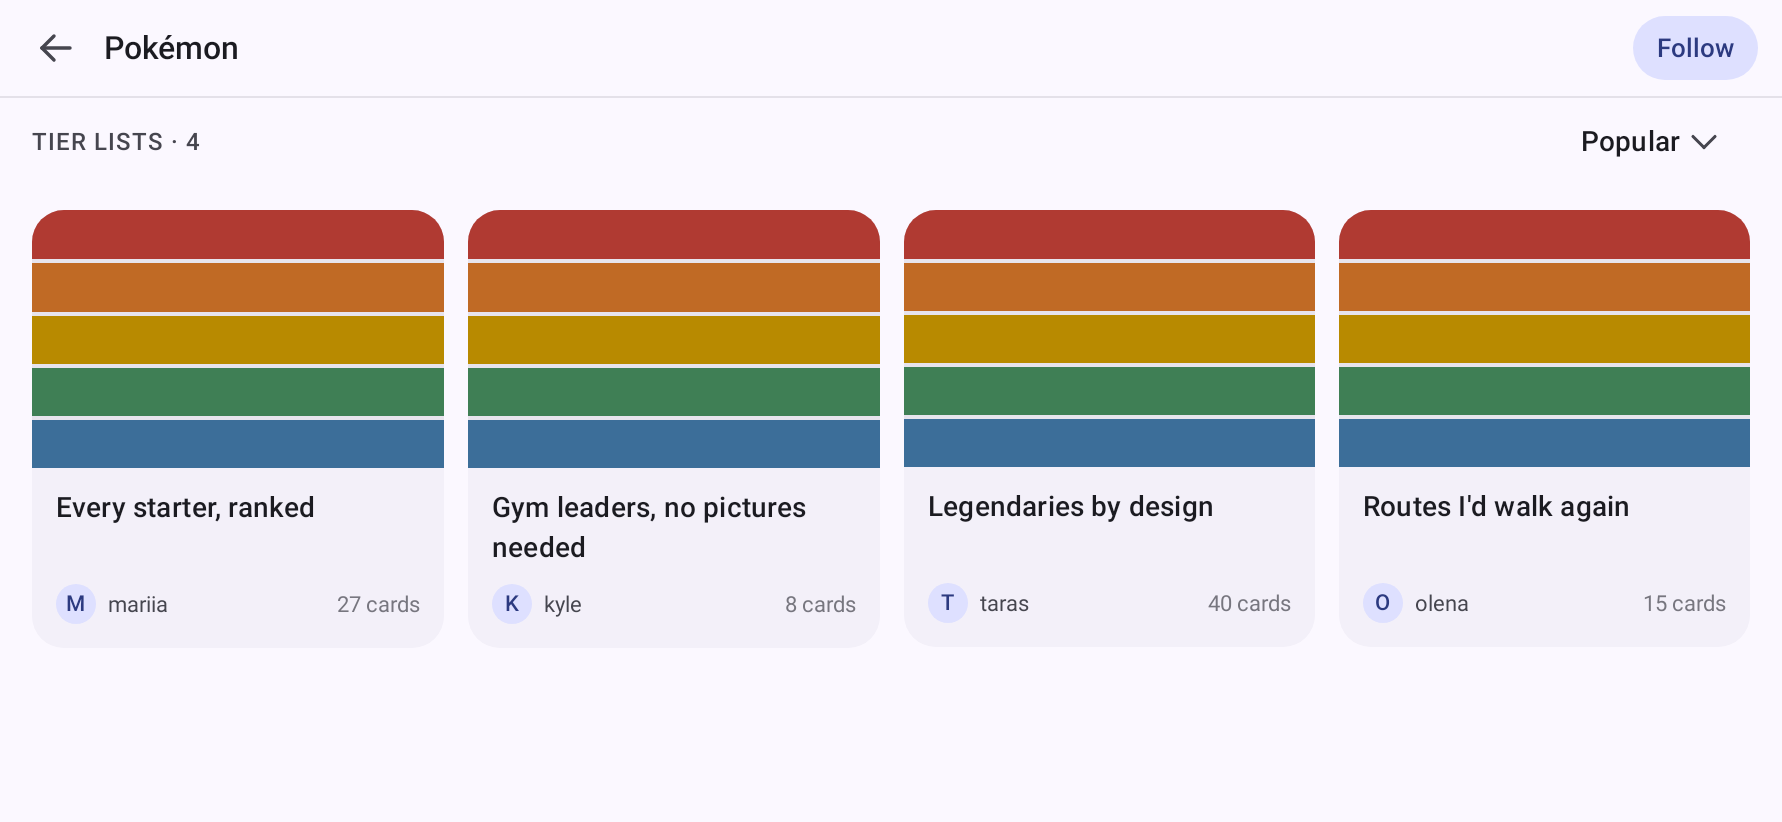 Pokémon
Follow
TIER LISTS · 4
Popular
Every starter, ranked
M mariia 27 cards
Gym leaders, no pictures
needed
K kyle 8 cards
Legendaries by design
T taras 40 cards
Routes I'd walk again
O olena 15 cards